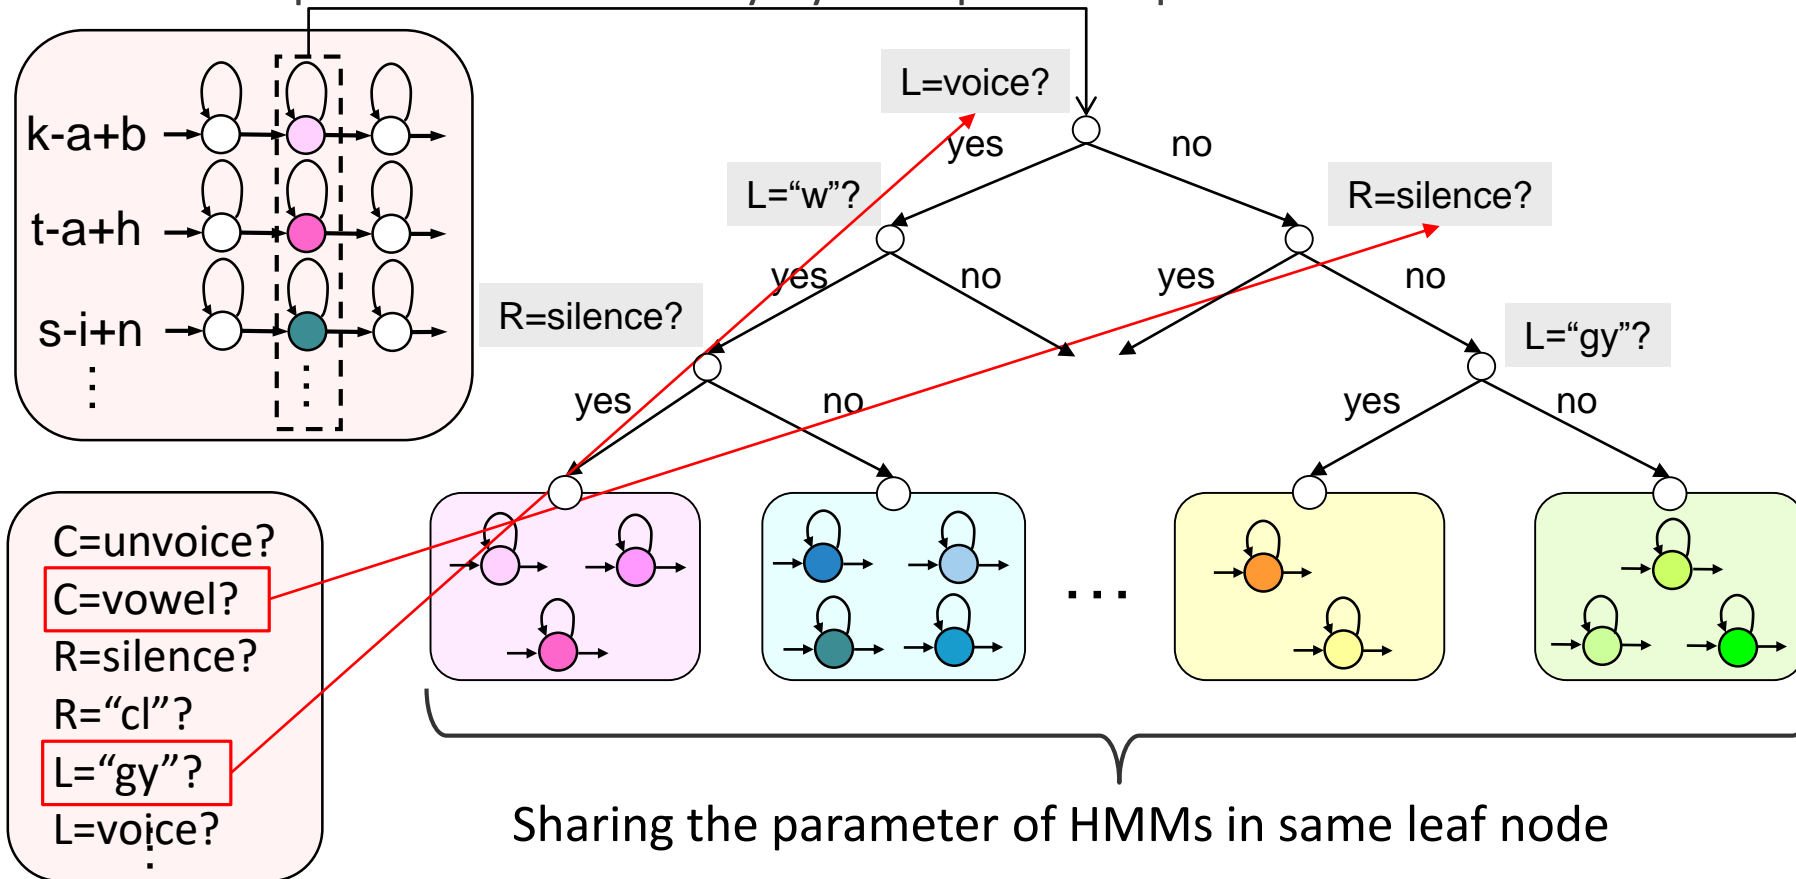 k-a+b
t-a+h
s-i+n
L=voice?
yes
no
L=“w”?
R=silence?
yes
no
yes
no
R=silence?
L=“gy”?
yes
no
yes
no
C=unvoice?
C=vowel?
R=silence?
R=“cl”?
L=“gy”?
L=voice?
...
Sharing the parameter of HMMs in same leaf node